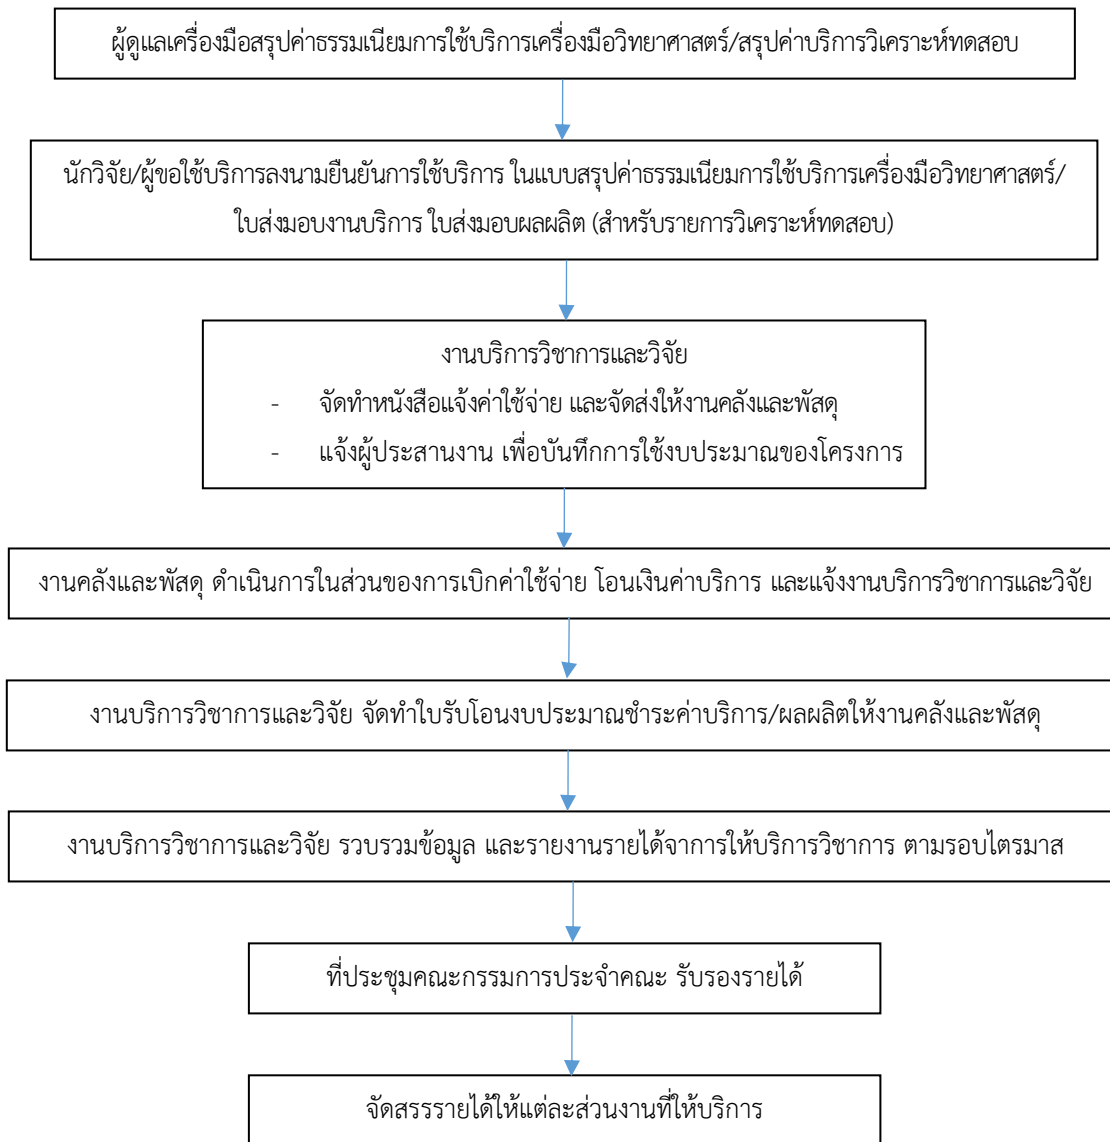 ผู้ดูแลเครื่องมือสรุปค่าธรรมเนียมการใช้บริการเครื่องมือวิทยาศาสตร์/สรุปค่าบริการวิเคราะห์ทดสอบ
นักวิจัย/ผู้ขอใช้บริการลงนามยืนยันการใช้บริการ ในแบบสรุปค่าธรรมเนียมการใช้บริการเครื่องมือวิทยาศาสตร์/
ใบส่งมอบงานบริการ ใบส่งมอบผลผลิต (สำหรับรายการวิเคราะห์ทดสอบ)
งานบริการวิชาการและวิจัย
- จัดทำหนังสือแจ้งค่าใช้จ่าย และจัดส่งให้งานคลังและพัสดุ
- แจ้งผู้ประสานงาน เพื่อบันทึกการใช้งบประมาณของโครงการ
งานคลังและพัสดุ ดำเนินการในส่วนของการเบิกค่าใช้จ่าย โอนเงินค่าบริการ และแจ้งงานบริการวิชาการและวิจัย
งานบริการวิชาการและวิจัย จัดทำใบรับโอนงบประมาณชำระค่าบริการ/ผลผลิตให้งานคลังและพัสดุ
งานบริการวิชาการและวิจัย รวบรวมข้อมูล และรายงานรายได้จาการให้บริการวิชาการ ตามรอบไตรมาส
ที่ประชุมคณะกรรมการประจำคณะ รับรองรายได้
จัดสรรรายได้ให้แต่ละส่วนงานที่ให้บริการ